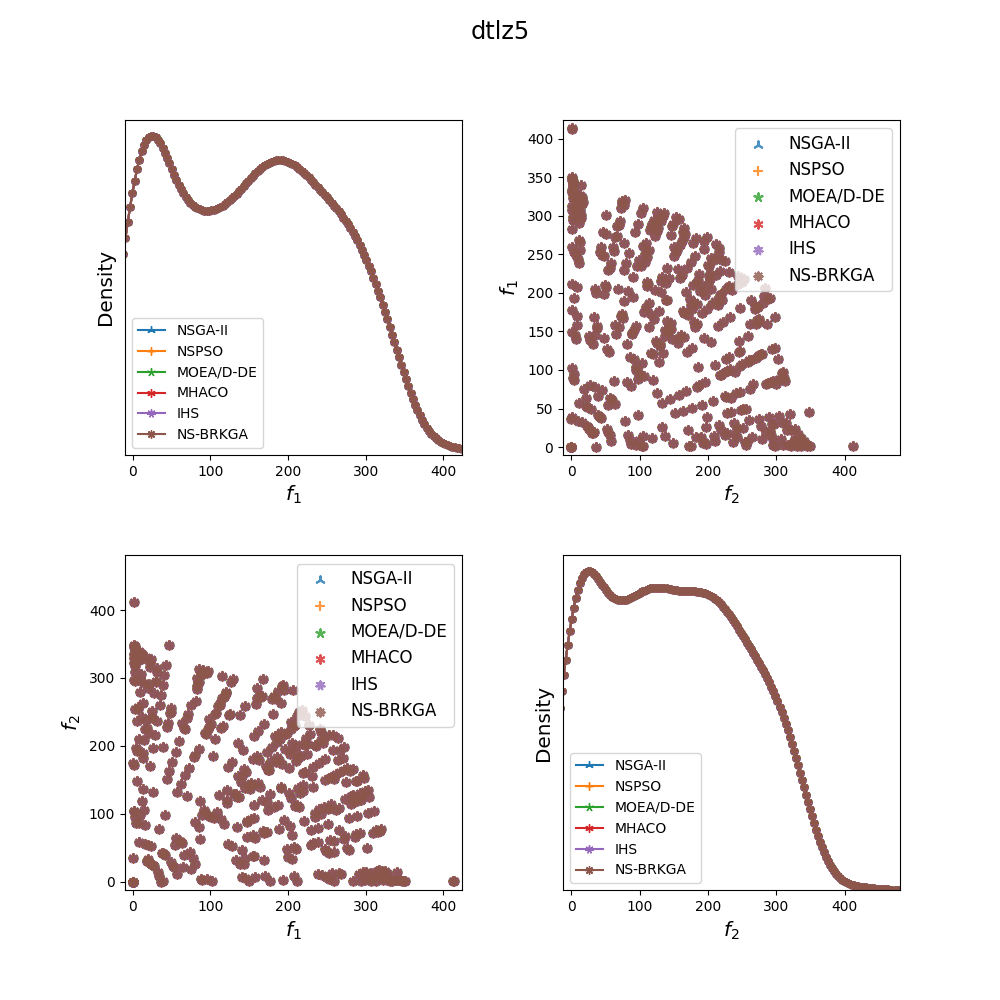 dtlz5
Density
NSGA-II
NSPSO
MOEA/D-DE
MHACO
IHS
NS-BRKGA
0 100 200 300 400
f1
f1
400
350
300
250
200
150
100
50
0
NSGA-II
NSPSO
MOEA/D-DE
MHACO
IHS
NS-BRKGA
0 100 200 300 400
f2
f2
400
300
200
100
0
NSGA-II
NSPSO
MOEA/D-DE
MHACO
IHS
NS-BRKGA
0 100 200 300 400
f1
Density
NSGA-II
NSPSO
MOEA/D-DE
MHACO
IHS
NS-BRKGA
0 100 200 300 400
f2